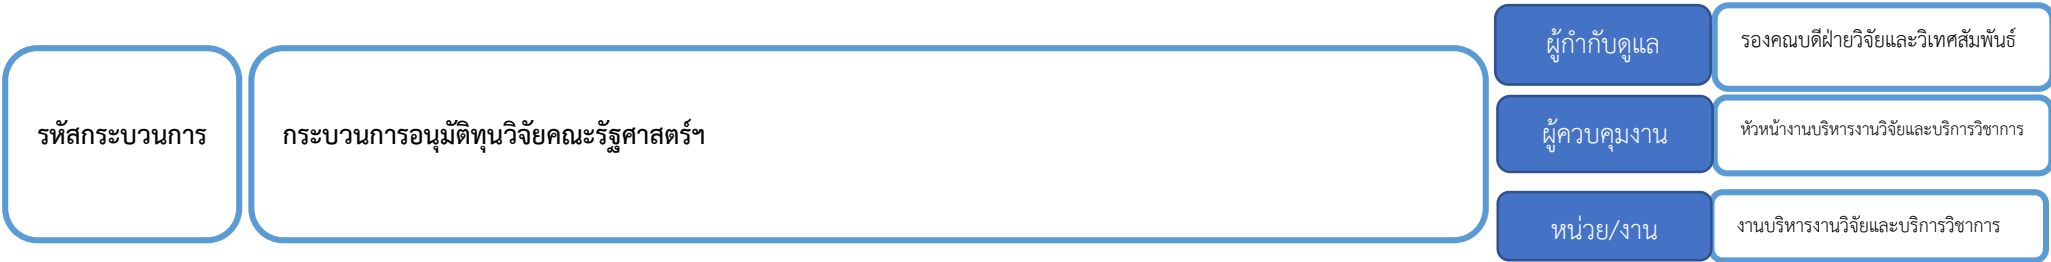 รหัสกระบวนการ
กระบวนการอนุมัติทุนวิจัยคณะรัฐศาสตร์ฯ
ผู้กำกับดูแล
รองคณบดีฝ่ายวิจัยและวิเทศสัมพันธ์
ผู้ควบคุมงาน
หัวหน้างานบริหารงานวิจัยและบริการวิชาการ
หน่วย/งาน
งานบริหารงานวิจัยและบริการวิชาการ